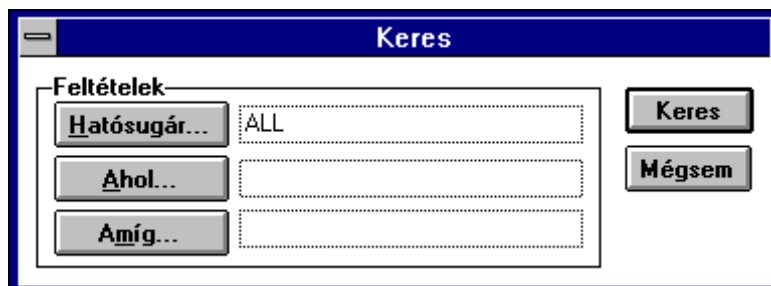 Keres
Feltételek
Hatósugár... ALL
Keres
Ahol...
Mégsem
Amíg...